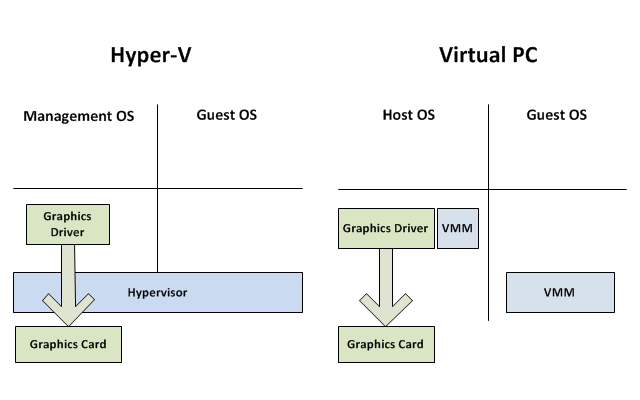 Hyper-V
Management OS
Guest OS
Graphics
Driver
Hypervisor
Graphics Card
Virtual PC
Host OS
Guest OS
Graphics Driver
VMM
VMM
Graphics Card